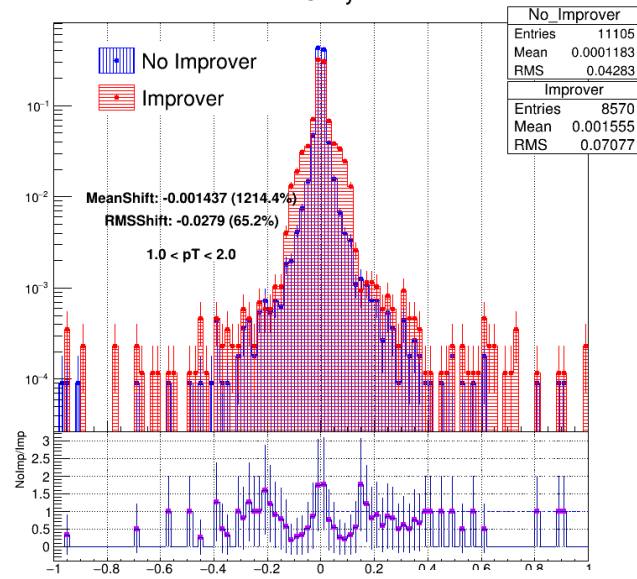 No_Improver
Entries 11105
Mean 0.0001183
RMS 0.04283
Improver
Entries 8570
Mean 0.001555
RMS 0.07077
No Improver
Improver
MeanShift: -0.001437 (1214.4%)
RMSShift: -0.0279 (65.2%)
1.0 < pT < 2.0
10⁻¹
10⁻²
10⁻³
10⁻⁴
NoImp/Imp
3
2.5
2
1.5
1
0.5
0
−1 −0.8 −0.6 −0.4 −0.2 0 0.2 0.4 0.6 0.8 1